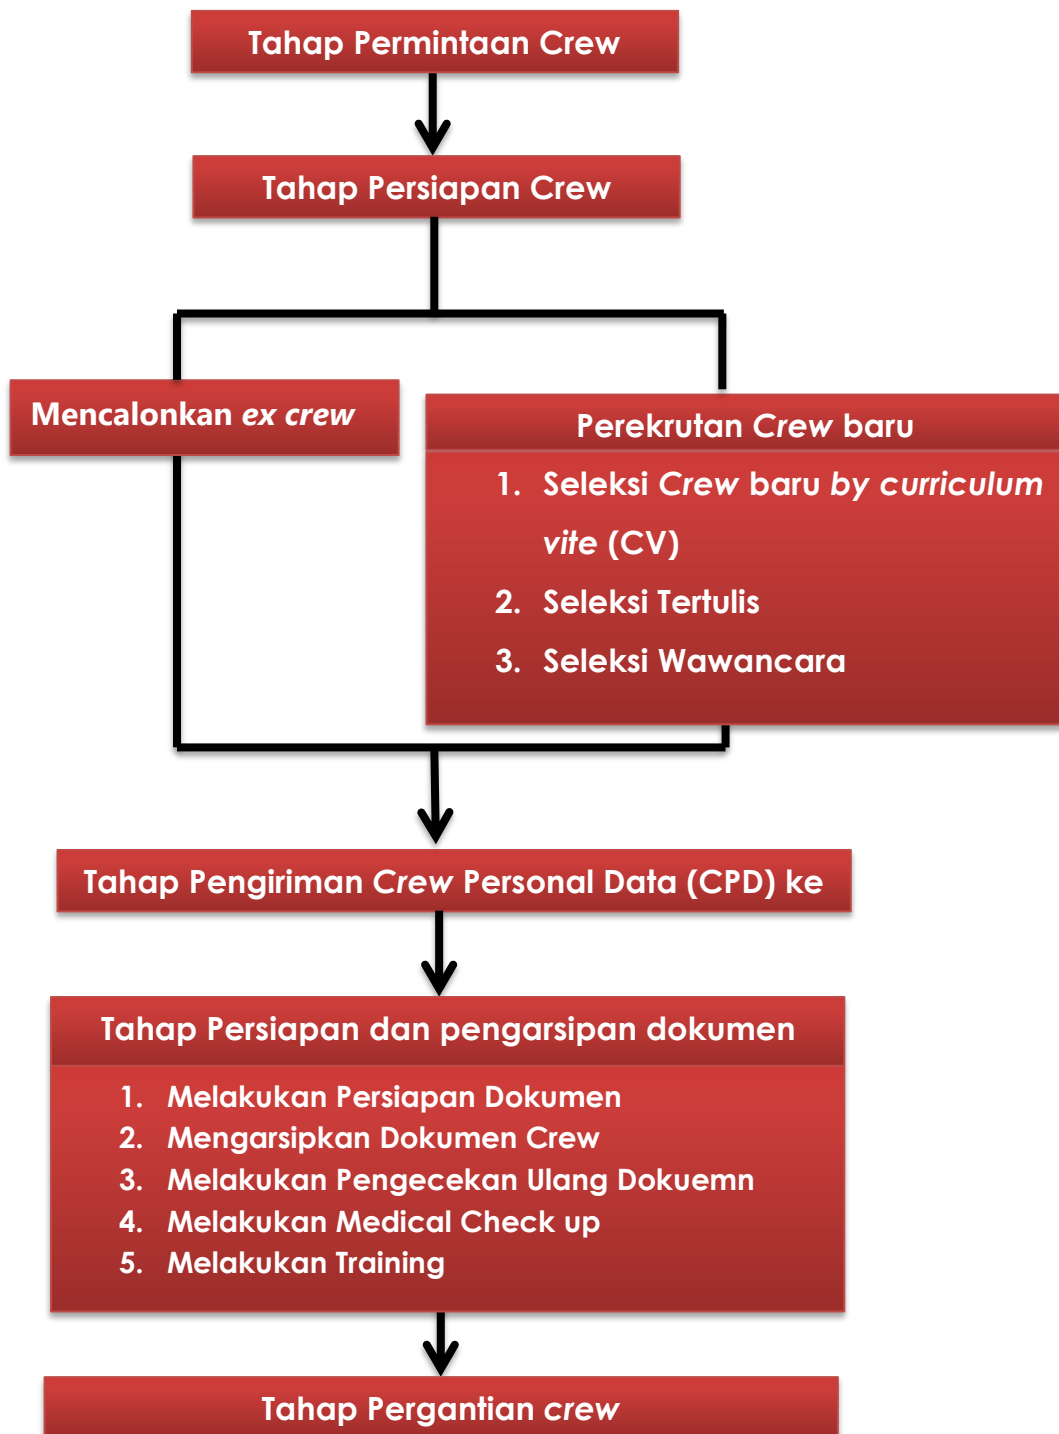 Tahap Permintaan Crew
Tahap Persiapan Crew
Mencalonkan ex crew
Perekrutan Crew baru
1. Seleksi Crew baru by curriculum
vite (CV)
2. Seleksi Tertulis
3. Seleksi Wawancara
Tahap Pengiriman Crew Personal Data (CPD) ke
Tahap Persiapan dan pengarsipan dokumen
1. Melakukan Persiapan Dokumen
2. Mengarsipkan Dokumen Crew
3. Melakukan Pengecekan Ulang Dokuemn
4. Melakukan Medical Check up
5. Melakukan Training
Tahap Pergantian crew